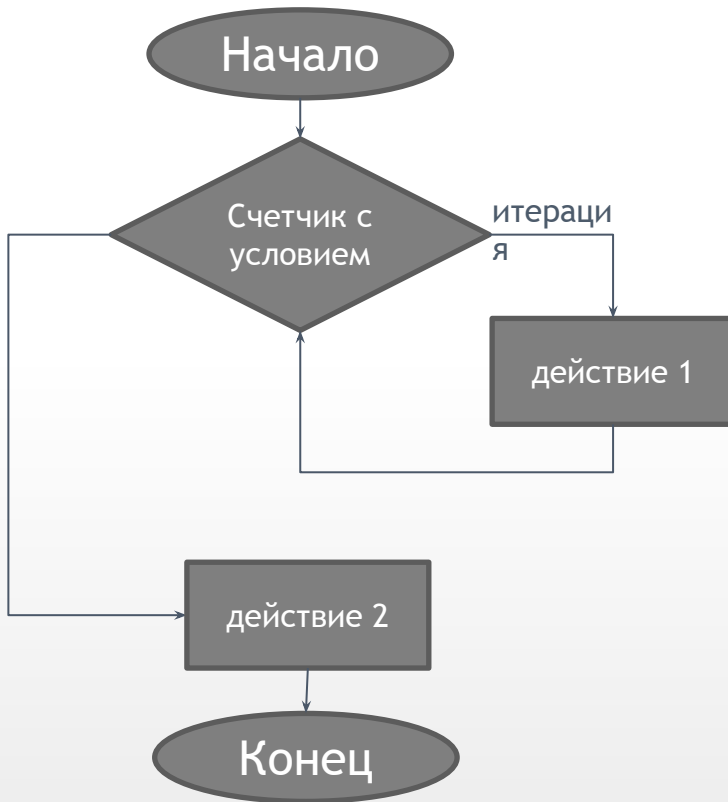 Начало
Счетчик с
условием
итераци
я
действие 1
действие 2
Конец